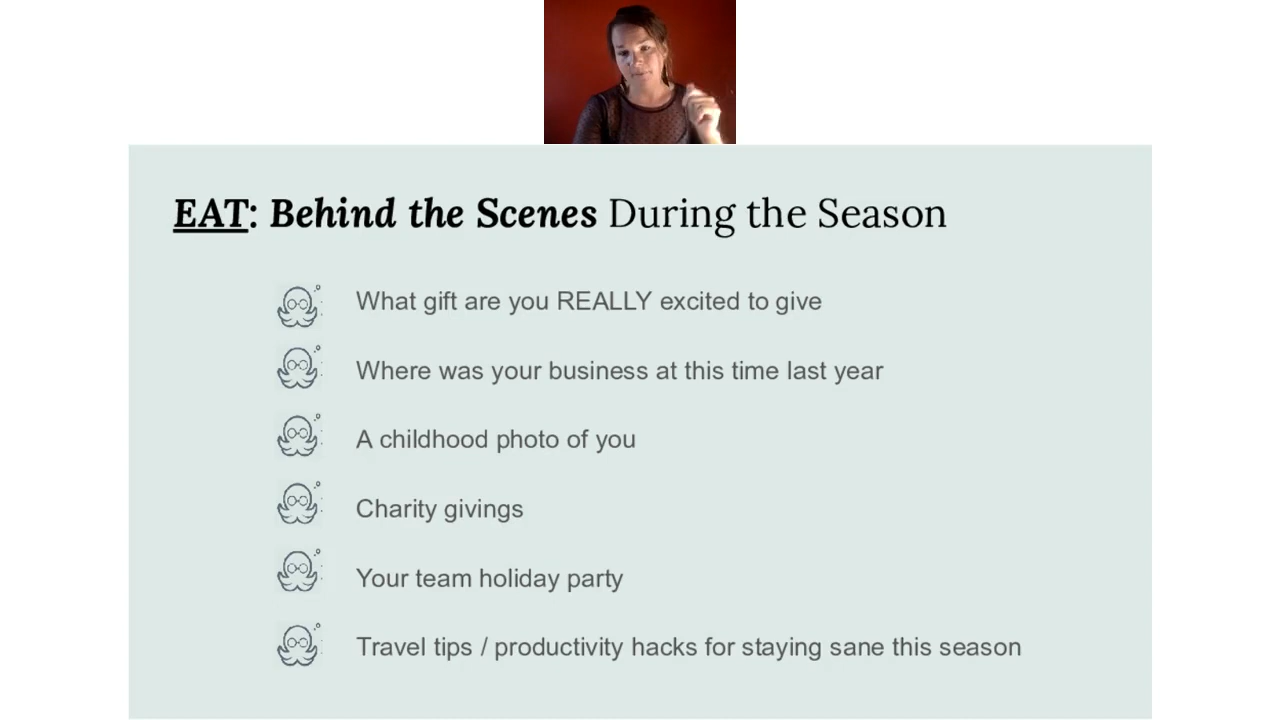 EAT: Behind the Scenes During the Season
What gift are you REALLY excited to give
Where was your business at this time last year
A childhood photo of you
Charity givings
Your team holiday party
Travel tips / productivity hacks for staying sane this season